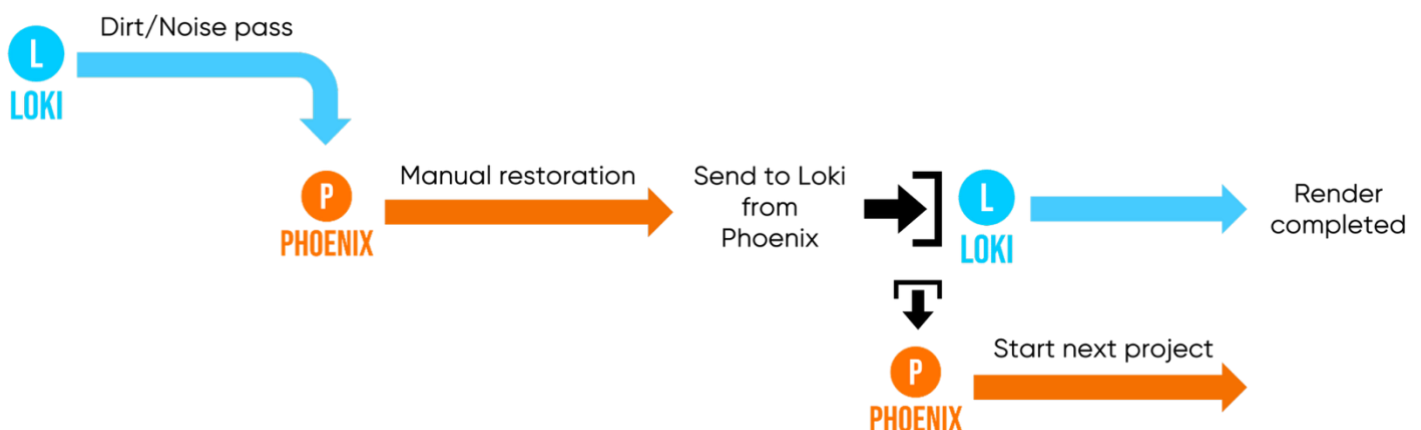 Dirt/Noise pass
L
LOKI
P
PHOENIX
Manual restoration
Send to Loki
from
Phoenix
L
LOKI
Render
completed
P
PHOENIX
Start next project